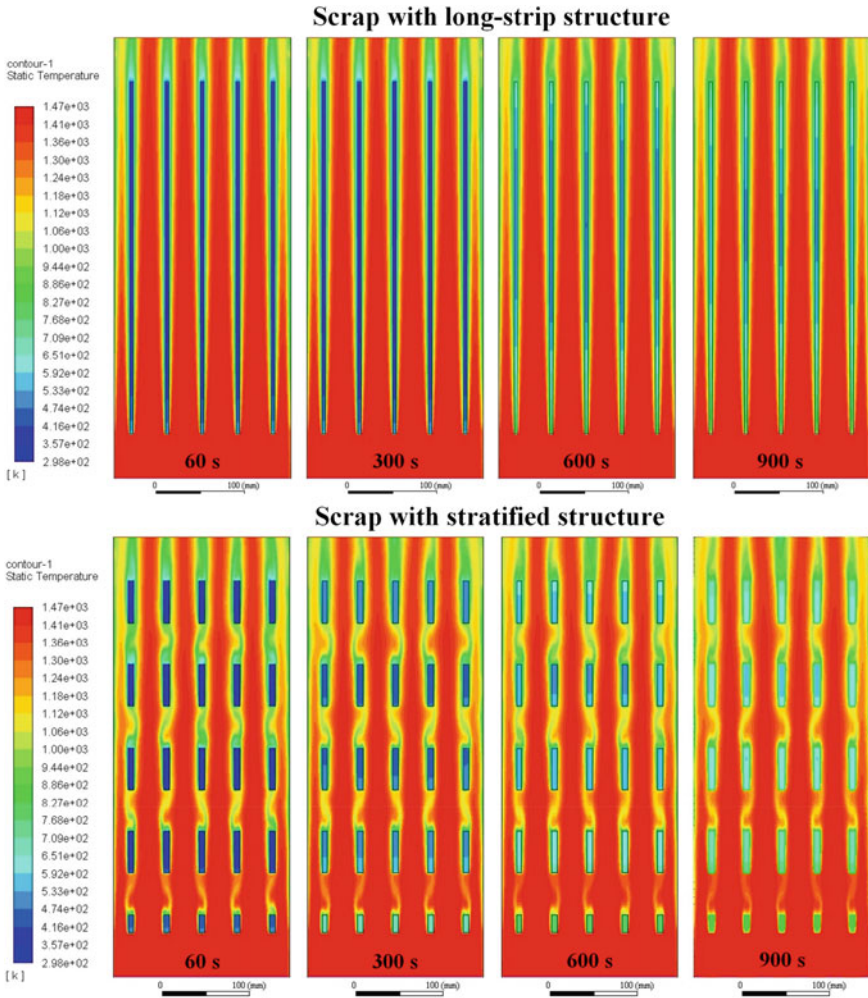 Scrap with long-strip structure
contour-1
Static Temperature
1.47e+03
1.41e+03
1.36e+03
1.30e+03
1.24e+03
1.18e+03
1.12e+03
1.06e+03
1.00e+03
9.44e+02
8.86e+02
8.27e+02
7.68e+02
7.09e+02
6.51e+02
5.92e+02
5.33e+02
4.74e+02
4.16e+02
3.57e+02
2.98e+02
[ k ]
60 s 300 s 600 s 900 s
0 100 (mm) 0 100 (mm) 0 100 (mm) 0 100 (mm)
Scrap with stratified structure
contour-1
Static Temperature
1.47e+03
1.41e+03
1.36e+03
1.30e+03
1.24e+03
1.18e+03
1.12e+03
1.06e+03
1.00e+03
9.44e+02
8.86e+02
8.27e+02
7.68e+02
7.09e+02
6.51e+02
5.92e+02
5.33e+02
4.74e+02
4.16e+02
3.57e+02
2.98e+02
[ k ]
60 s 300 s 600 s 900 s
0 100 (mm) 0 100 (mm) 0 100 (mm) 0 100 (mm)